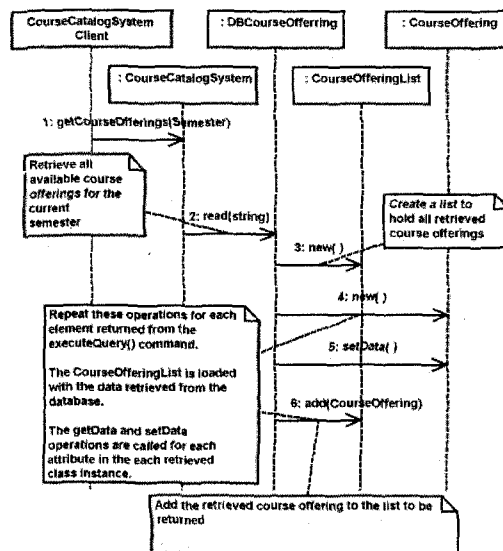 CourseCatalogSystem
Client
: DBCourseOfferring
: CourseOffering
: CourseCatalogSystem
: CourseOfferingList
1: getCourseOfferings(Semester)
Retrieve all
available course
offerings for the
current
semester
2: read(string)
Create a list to
hold all retrieved
course offerings
3: new( )
4: new( )
Repeat these operations for each
element returned from the
executeQuery() command.
The CourseOfferingList is loaded
with the data retrieved from the
database.
The getData and setData
operations are called for each
attribute in the each retrieved
class instance.
5: setData( )
6: add(CourseOffering)
Add the retrieved course offering to the list to be
returned